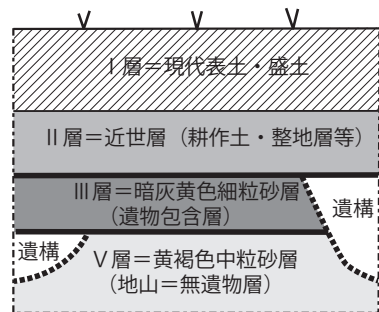 Ⅰ層＝現代表土・盛土
Ⅱ層＝近世層（耕作土・整地層等）
Ⅲ層＝暗灰黄色細粒砂層
（遺物包含層）
遺構
遺構
Ⅴ層＝黄褐色中粒砂層
（地山＝無遺物層）